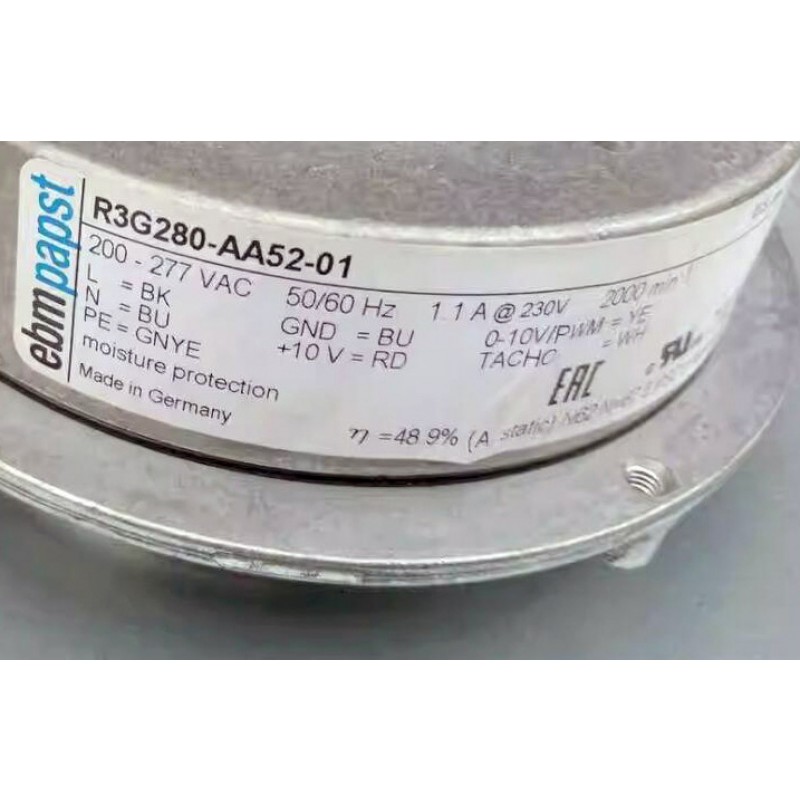 ebmpapst
R3G280-AA52-01
200 - 277 VAC 50/60 Hz 1.1 A @ 230V 2000 min
L = BK GND = BU 0-10V/PWM = YE
N = BU +10 V = RD TACHO = WH
PE = GNYE
moisture protection
Made in Germany
EAC
η = 48.9% (A, static) N62